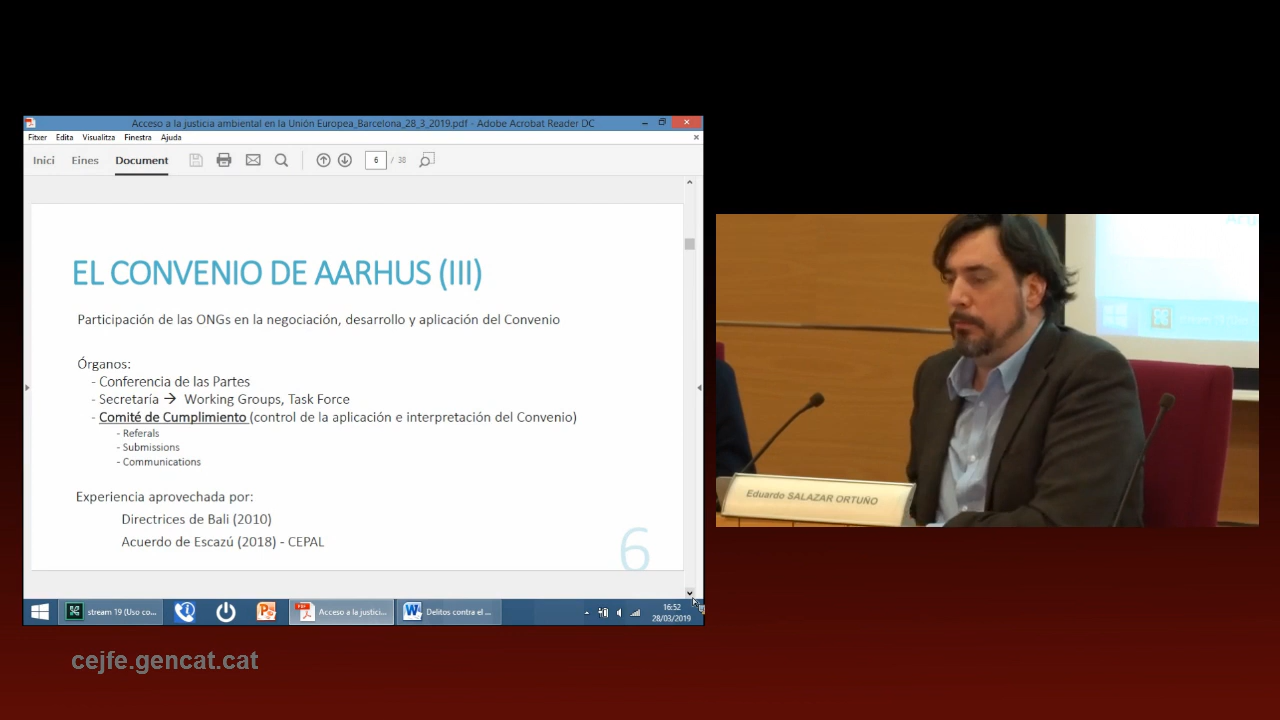 Acceso a la justicia ambiental en la Unión Europea_Barcelona_28_3_2019.pdf - Adobe Acrobat Reader DC
Fitxer Edita Visualitza Finestra Ajuda
Inici Eines Document 6 / 38
EL CONVENIO DE AARHUS (III)
Participación de las ONGs en la negociación, desarrollo y aplicación del Convenio
Órganos:
- Conferencia de las Partes
- Secretaría → Working Groups, Task Force
- Comité de Cumplimiento (control de la aplicación e interpretación del Convenio)
- Referals
- Submissions
- Communications
Experiencia aprovechada por:
Directrices de Bali (2010)
Acuerdo de Escazú (2018) - CEPAL
6
stream 19 (Uso co... Acceso a la justici... Delitos contra el ...
16:52
28/03/2019
Eduardo SALAZAR ORTUÑO
cejfe.gencat.cat